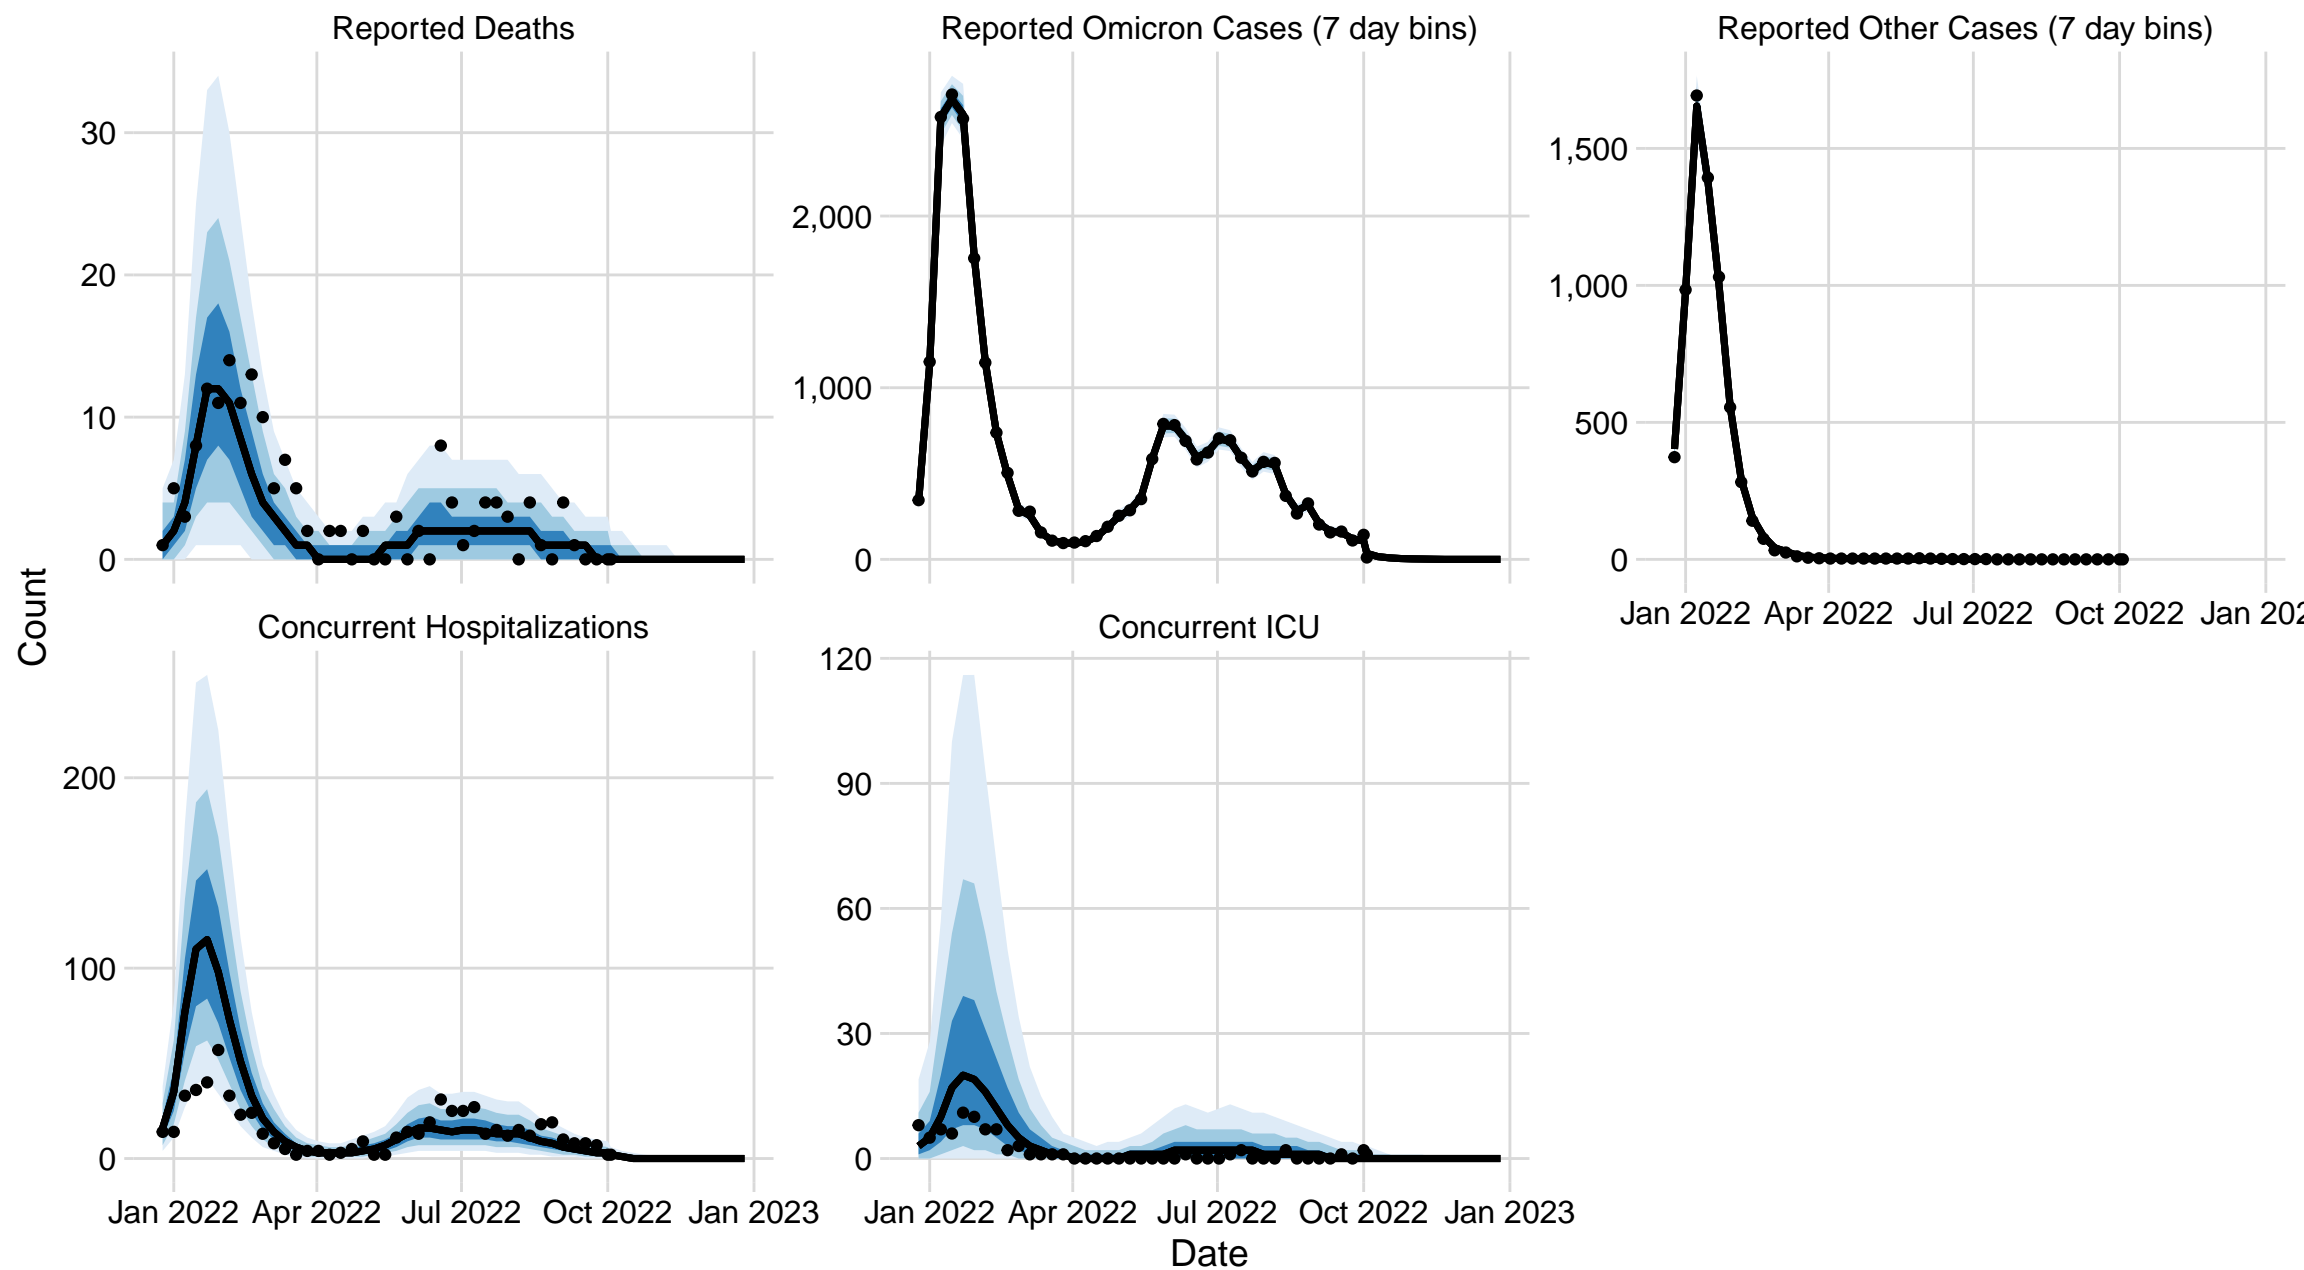 Reported Deaths
Reported Omicron Cases (7 day bins)
Reported Other Cases (7 day bins)
30
20
10
0
2,000
1,000
0
1,500
1,000
500
0
Jan 2022 Apr 2022 Jul 2022 Oct 2022 Jan 202
Count
Concurrent Hospitalizations
Concurrent ICU
200
100
0
120
90
60
30
0
Jan 2022 Apr 2022 Jul 2022 Oct 2022 Jan 2023
Jan 2022 Apr 2022 Jul 2022 Oct 2022 Jan 2023
Date